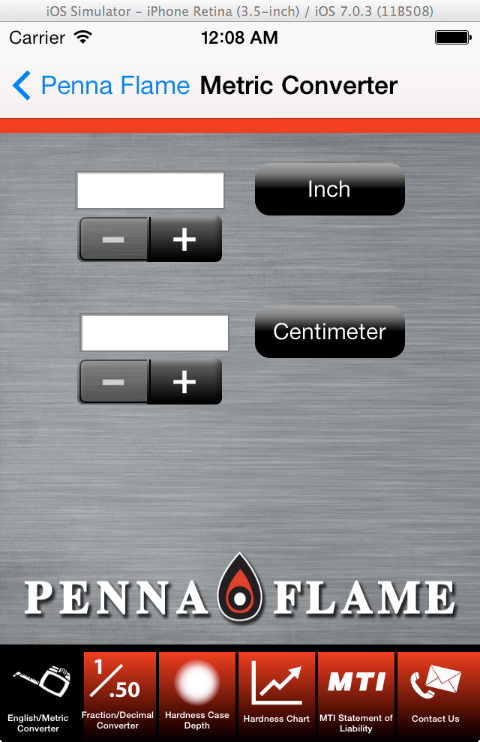 iOS Simulator – iPhone Retina (3.5-inch) / iOS 7.0.3 (11B508)
Carrier 12:08 AM
Penna Flame Metric Converter
Inch
− +
Centimeter
− +
PENNA FLAME
1/.50
MTI
English/Metric Converter
Fraction/Decimal Converter
Hardness Case Depth
Hardness Chart
MTI Statement of Liability
Contact Us